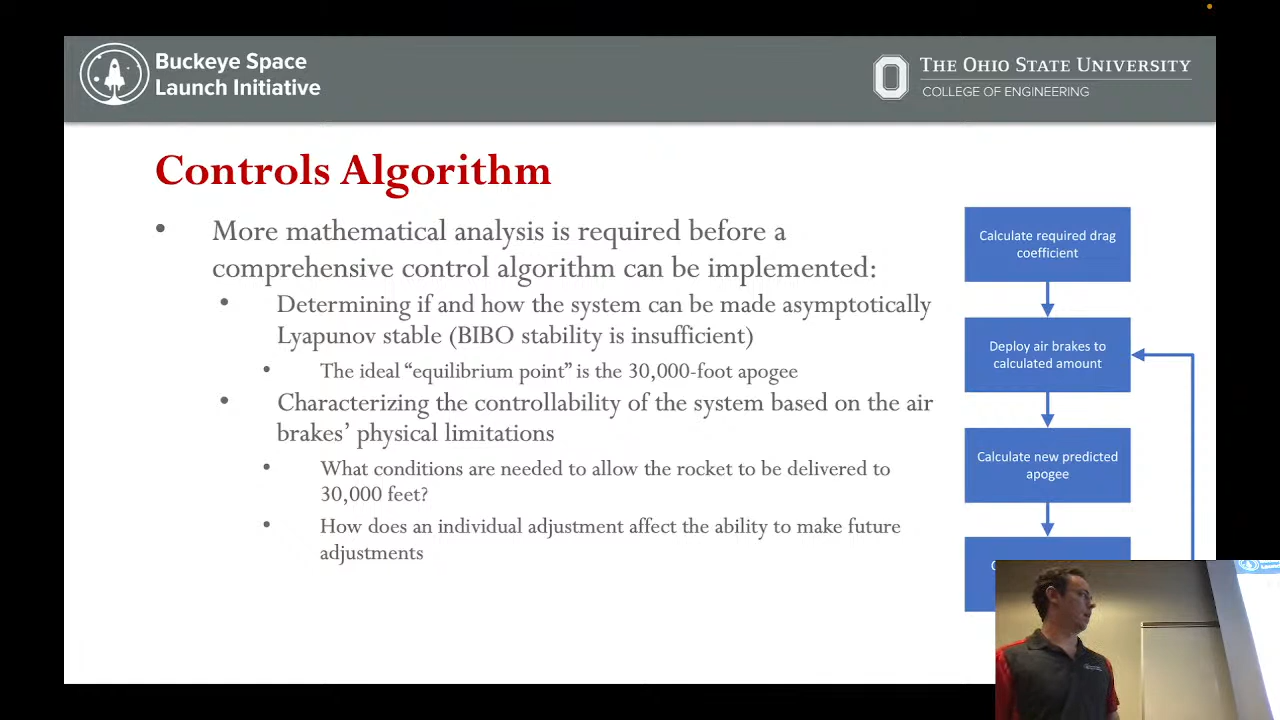 Buckeye Space
Launch Initiative
THE OHIO STATE UNIVERSITY
COLLEGE OF ENGINEERING
Controls Algorithm
• More mathematical analysis is required before a
comprehensive control algorithm can be implemented:
• Determining if and how the system can be made asymptotically
Lyapunov stable (BIBO stability is insufficient)
• The ideal “equilibrium point” is the 30,000-foot apogee
• Characterizing the controllability of the system based on the air
brakes’ physical limitations
• What conditions are needed to allow the rocket to be delivered to
30,000 feet?
• How does an individual adjustment affect the ability to make future
adjustments
Calculate required drag
coefficient
Deploy air brakes to
calculated amount
Calculate new predicted
apogee